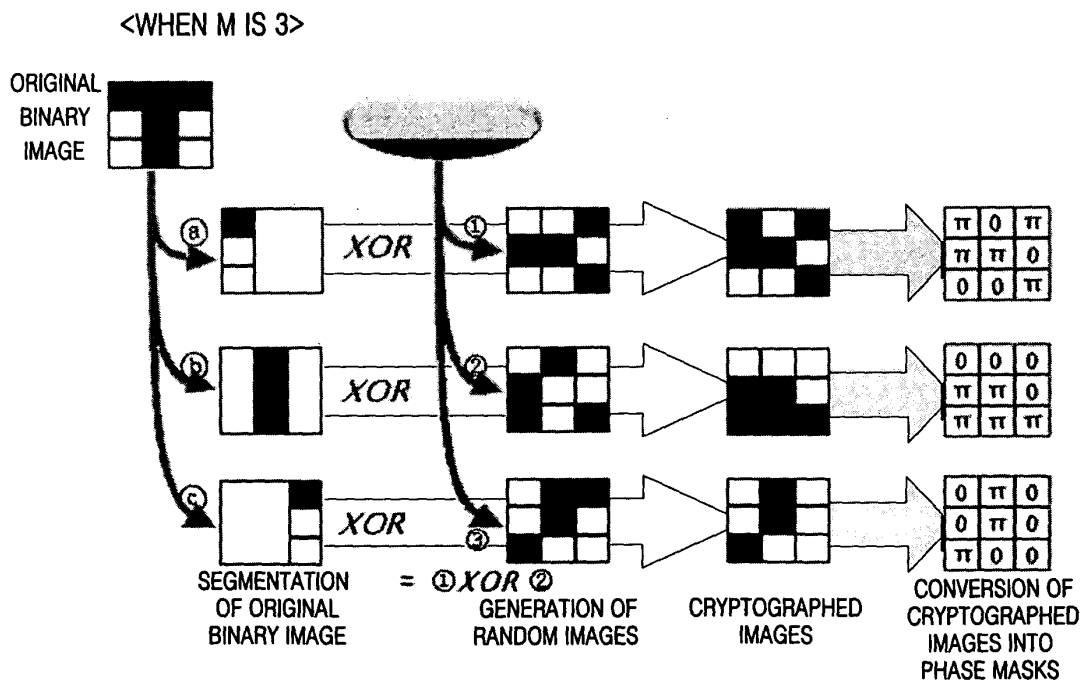 <WHEN M IS 3>
ORIGINAL
BINARY
IMAGE
ⓐ
XOR
①
π 0 π
π π 0
0 0 π
ⓑ
XOR
②
0 0 0
π π 0
π π π
ⓒ
XOR
③
0 π 0
0 π 0
π 0 0
SEGMENTATION
OF ORIGINAL
BINARY IMAGE
= ①XOR ②
GENERATION OF
RANDOM IMAGES
CRYPTOGRAPHED
IMAGES
CONVERSION OF
CRYPTOGRAPHED
IMAGES INTO
PHASE MASKS